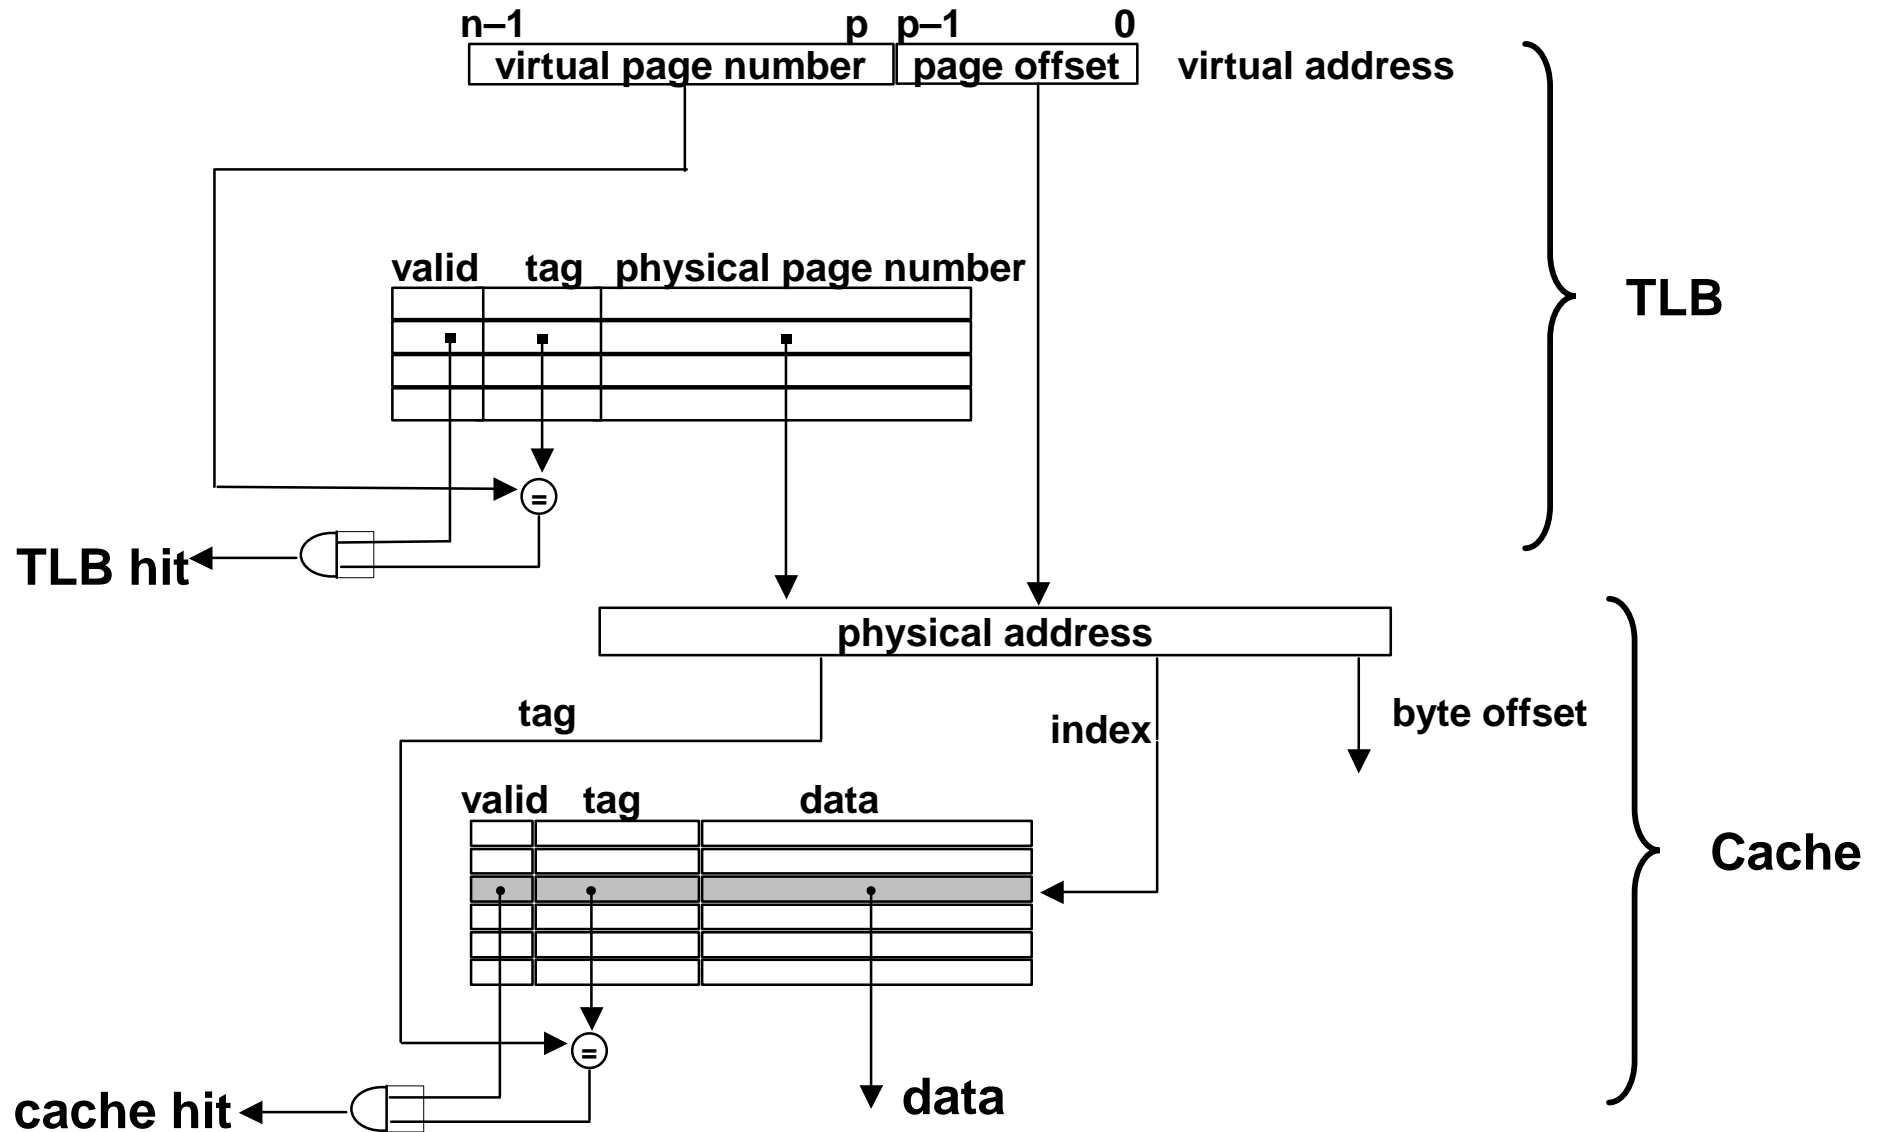 n–1 p p–1 0
virtual page number page offset virtual address
valid tag physical page number
TLB
=
TLB hit
physical address
tag index byte offset
valid tag data
Cache
=
cache hit data